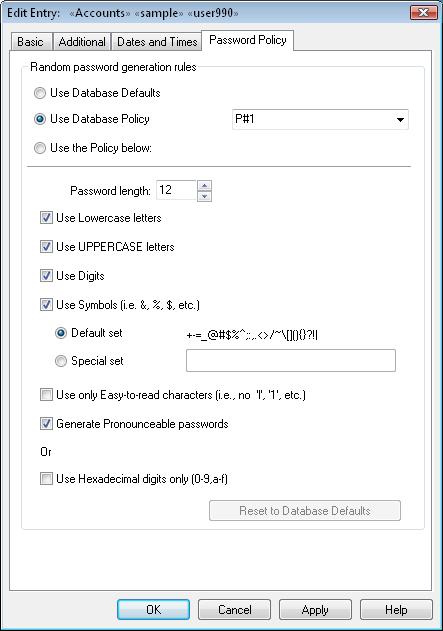 Edit Entry: «Accounts» «sample» «user990»
Basic Additional Dates and Times Password Policy
Random password generation rules
Use Database Defaults
Use Database Policy P#1
Use the Policy below:
Password length: 12
Use Lowercase letters
Use UPPERCASE letters
Use Digits
Use Symbols (i.e. &, %, $, etc.)
Default set +-=_@#$%^;:,.<>/~\[](){}?!|
Special set
Use only Easy-to-read characters (i.e., no 'l', '1', etc.)
Generate Pronounceable passwords
Or
Use Hexadecimal digits only (0-9,a-f)
Reset to Database Defaults
OK Cancel Apply Help